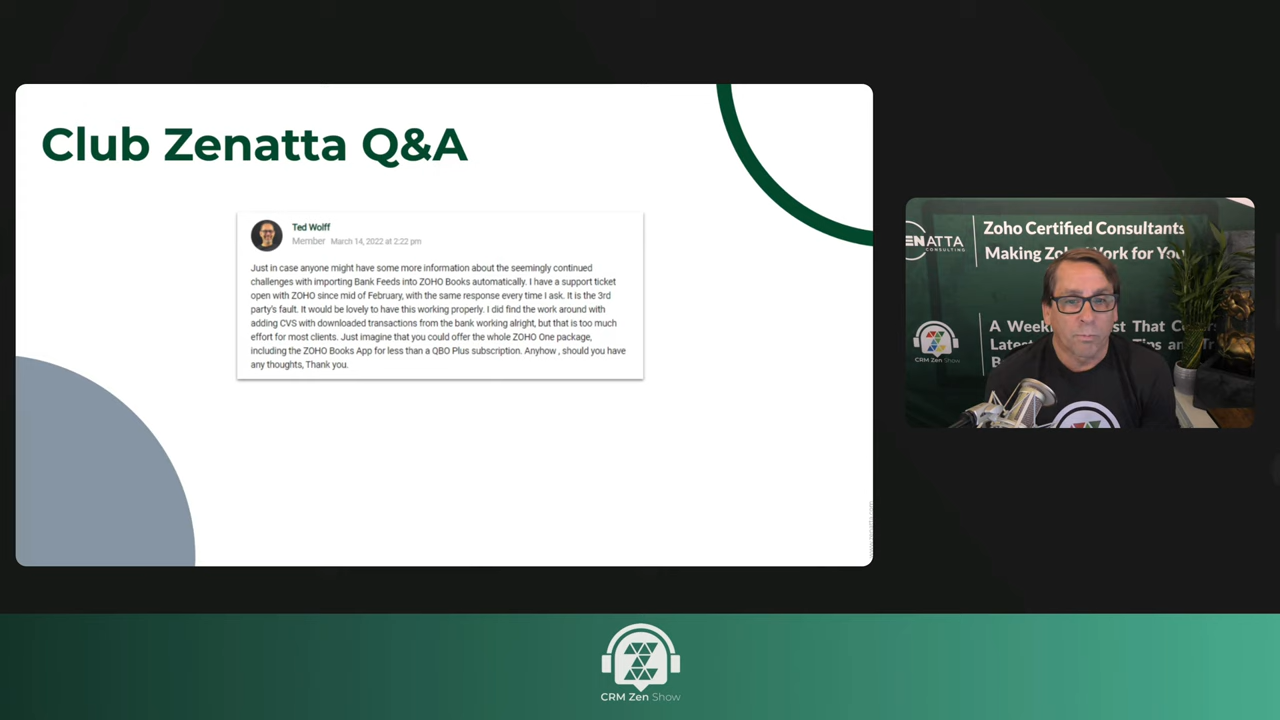 Club Zenatta Q&A
Ted Wolff
Member March 14, 2022 at 2:22 pm
Just in case anyone might have some more information about the seemingly continued
challenges with importing Bank Feeds into ZOHO Books automatically. I have a support ticket
open with ZOHO since mid of February, with the same response every time I ask. It is the 3rd
party's fault. It would be lovely to have this working properly. I did find the work around with
adding CVS with downloaded transactions from the bank working alright, but that is too much
effort for most clients. Just imagine that you could offer the whole ZOHO One package,
including the ZOHO Books App for less than a QBO Plus subscription. Anyhow , should you have
any thoughts, Thank you.
ENATTA
CONSULTING
Zoho Certified Consultants
Making Zoho Work for You
CRM Zen Show
A Week st That C
Latest Tips an Tr
B
CRM Zen Show